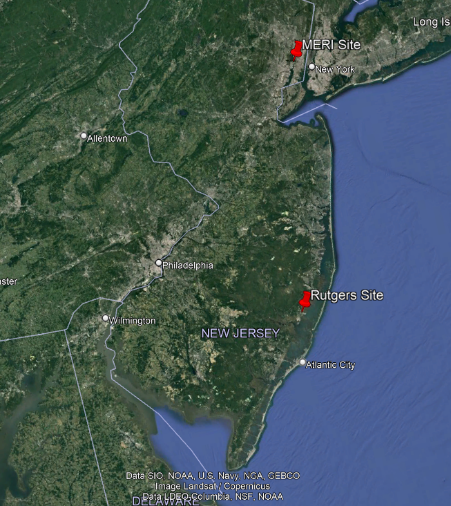 Long Is
MERI Site
New York
Allentown
Philadelphia
ster
Rutgers Site
Wilmington
NEW JERSEY
Atlantic City
Data SIO, NOAA, U.S. Navy, NGA, GEBCO
Image Landsat / Copernicus
Data LDEO-Columbia, NSF, NOAA
DELAWARE